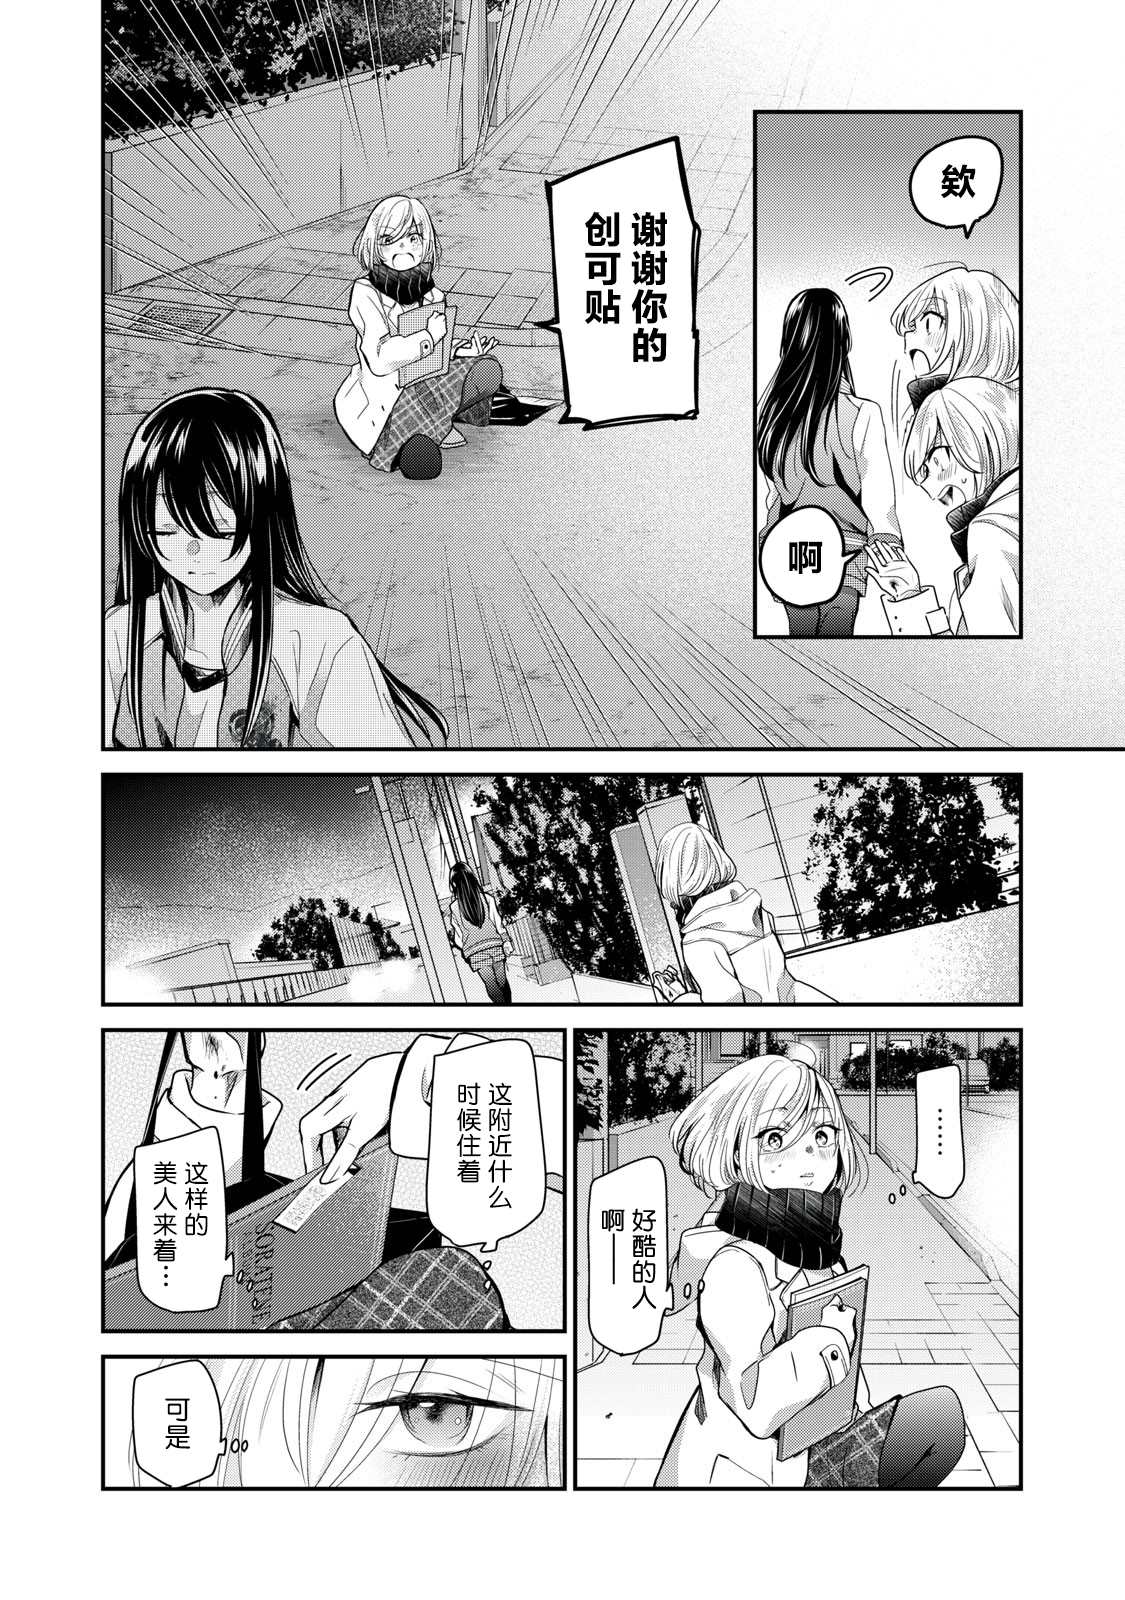 欸
啊
谢谢你的
创可贴
……
好酷的人
啊——
这附近什么
时候住着
这样的
美人来着…
SORATENE
可是